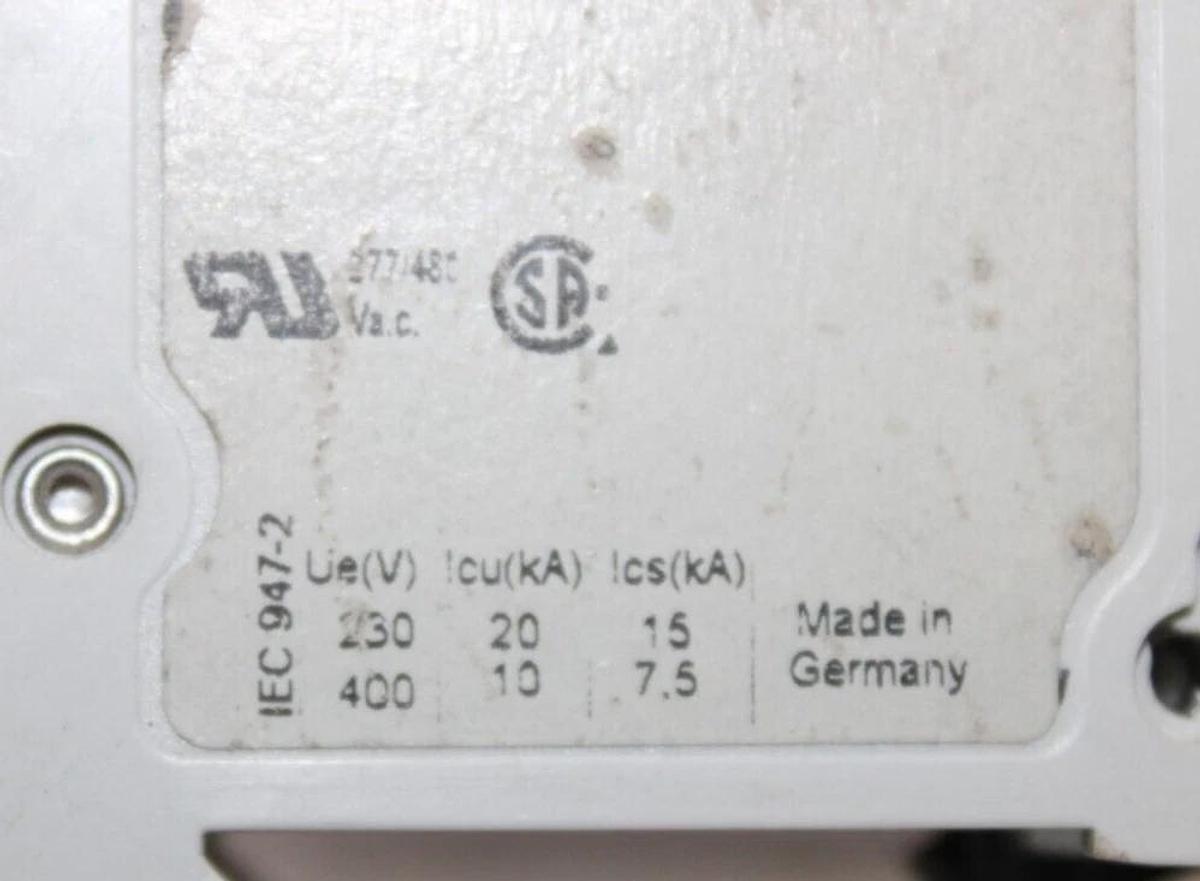 277/480
Va.c.
SA
IEC 947-2
Ue(V) Icu(kA) Ics(kA)
230 20 15
400 10 7.5
Made in
Germany